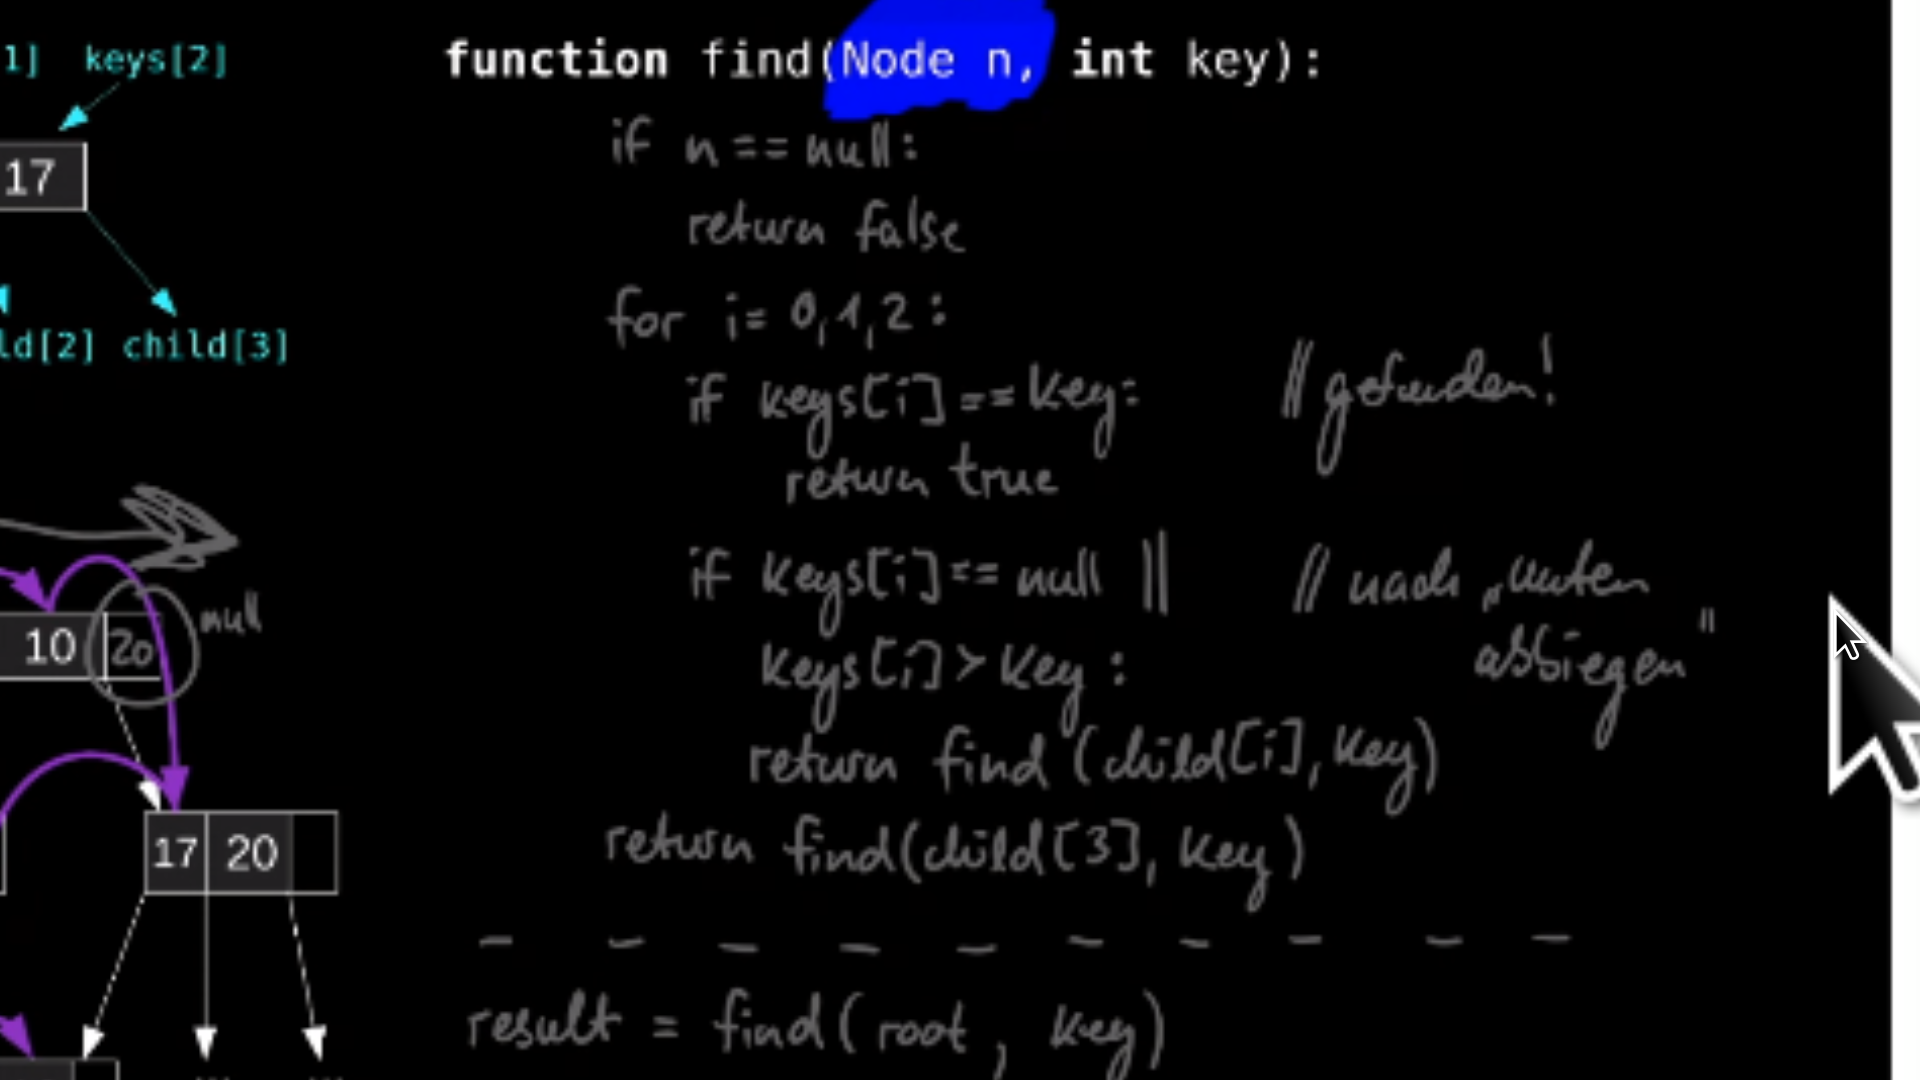 1] keys[2]
17
ld[2] child[3]
10 20 null
17 20
function find(Node n, int key):
if n == null:
return false
for i = 0,1,2:
if keys[i] == key: // gefunden!
return true
if keys[i] == null || // nach „unten
keys[i] > key: abbiegen"
return find (child[i], key)
return find(child[3], key)
— — — — — — — — — —
result = find( root, key)